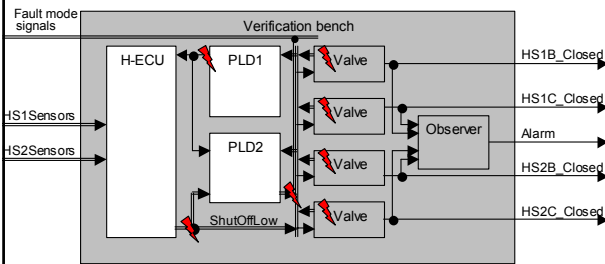 Fault mode
signals
Verification bench
H-ECU
PLD1
Valve
HS1B_Closed
Valve
HS1C_Closed
HS1Sensors
Observer
Alarm
HS2Sensors
PLD2
Valve
HS2B_Closed
ShutOffLow
Valve
HS2C_Closed